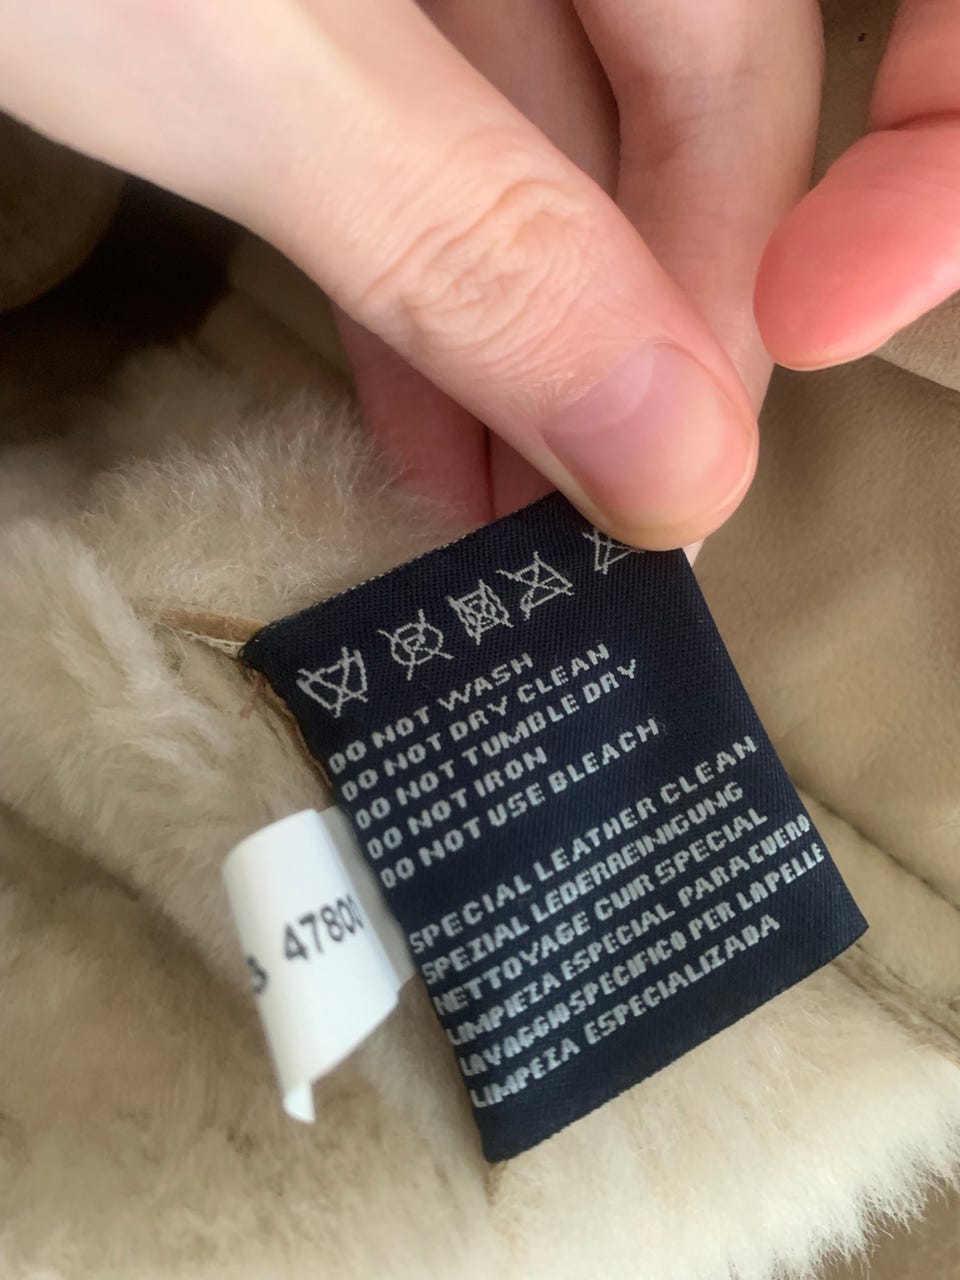 DO NOT WASH
DO NOT DRY CLEAN
DO NOT TUMBLE DRY
DO NOT IRON
DO NOT USE BLEACH
SPECIAL LEATHER CLEAN
SPEZIAL LEDERREINIGUNG
NETTOYAGE CUIR SPECIAL
LIMPIEZA ESPECIAL PARA CUERO
LAVAGGIO SPECIFICO PER LA PELLE
LIMPEZA ESPECIALIZADA
47800